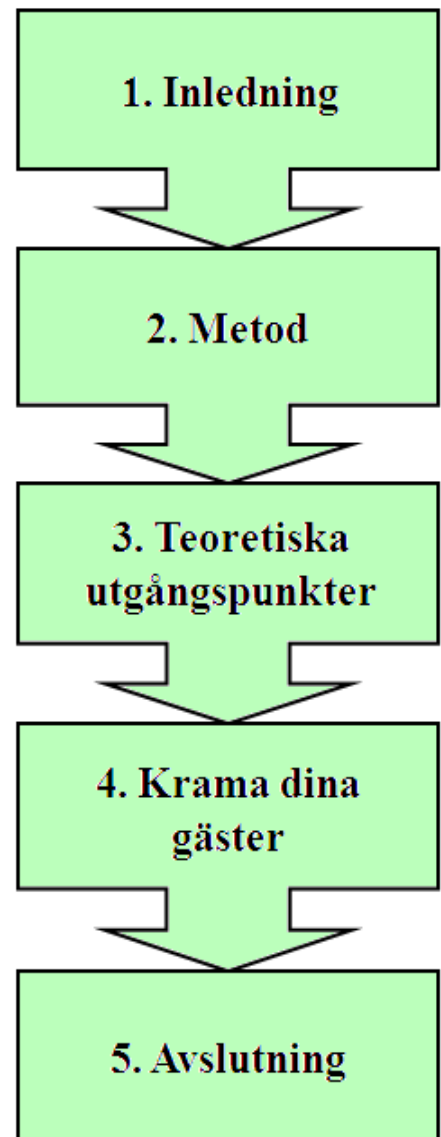 1. Inledning
2. Metod
3. Teoretiska
utgångspunkter
4. Krama dina
gäster
5. Avslutning